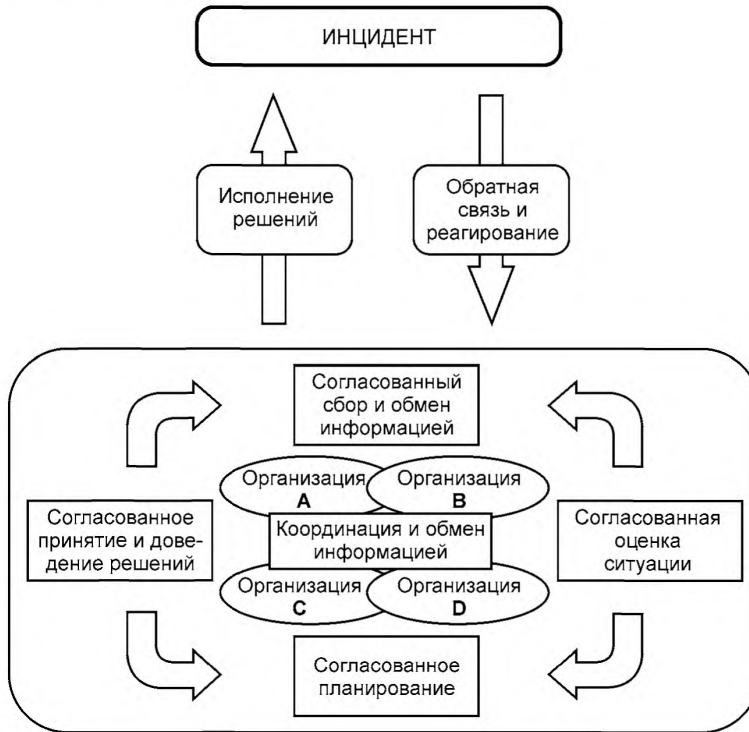 ИНЦИДЕНТ
Исполнение
решений
Обратная
связь и
реагирование
Согласованный
сбор и обмен
информацией
Организация
A
Организация
B
Согласованное
принятие и дове-
дение решений
Координация и обмен
информацией
Согласованная
оценка
ситуации
Организация
C
Организация
D
Согласованное
планирование